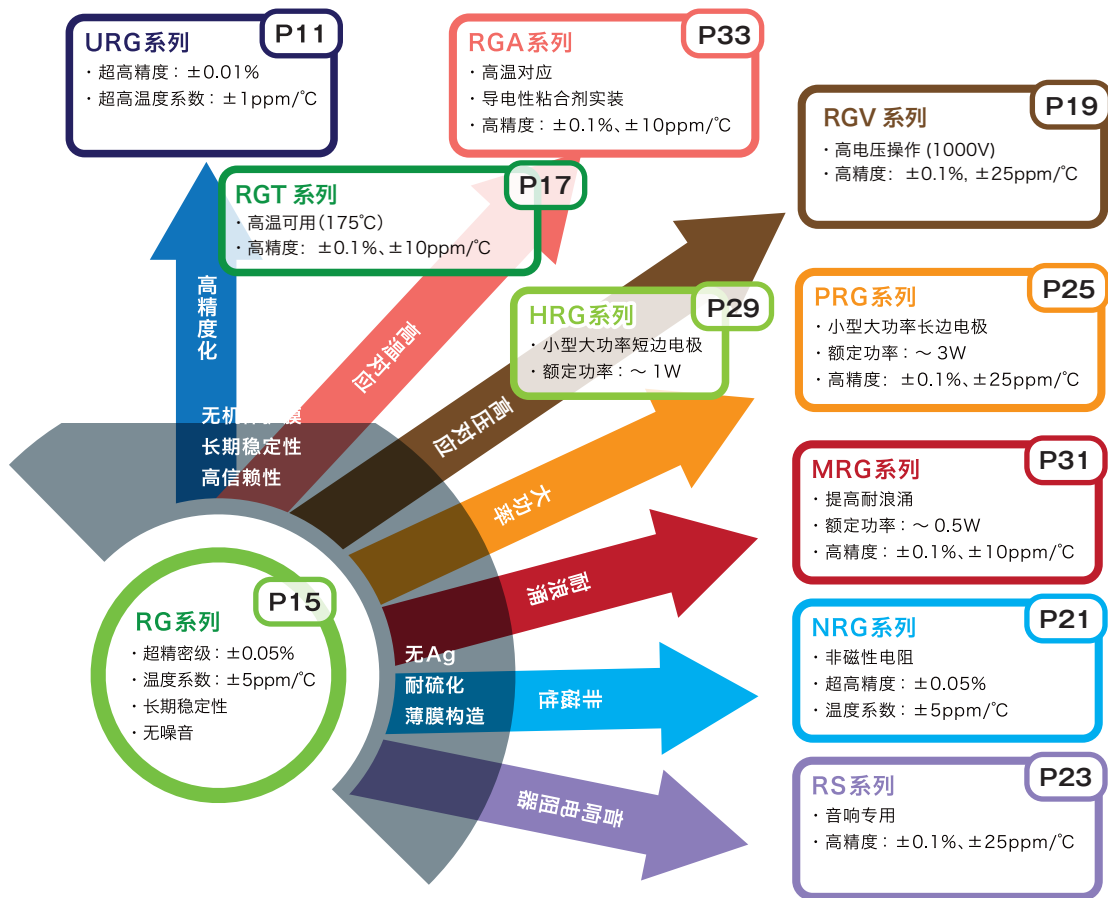 URG系列
P11
· 超高精度：±0.01%
· 超高温度系数：±1ppm/℃
RGA系列
P33
· 高温对应
· 导电性粘合剂实装
· 高精度：±0.1%、±10ppm/℃
RGV 系列
P19
· 高电压操作 (1000V)
· 高精度：±0.1%, ±25ppm/℃
RGT 系列
P17
· 高温可用(175℃)
· 高精度：±0.1%、±10ppm/℃
HRG系列
P29
· 小型大功率短边电极
· 额定功率：～ 1W
PRG系列
P25
· 小型大功率长边电极
· 额定功率：～ 3W
· 高精度：±0.1%、±25ppm/℃
高精度化
高温对应
高压对应
大功率
耐浪涌
非磁性
音响电阻器
无机
膜
长期稳定性
高信赖性
MRG系列
P31
· 提高耐浪涌
· 额定功率：～ 0.5W
· 高精度：±0.1%、±10ppm/℃
RG系列
P15
· 超精密级：±0.05%
· 温度系数：±5ppm/℃
· 长期稳定性
· 无噪音
无Ag
耐硫化
薄膜构造
NRG系列
P21
· 非磁性电阻
· 超高精度：±0.05%
· 温度系数：±5ppm/℃
RS系列
P23
· 音响专用
· 高精度：±0.1%、±25ppm/℃